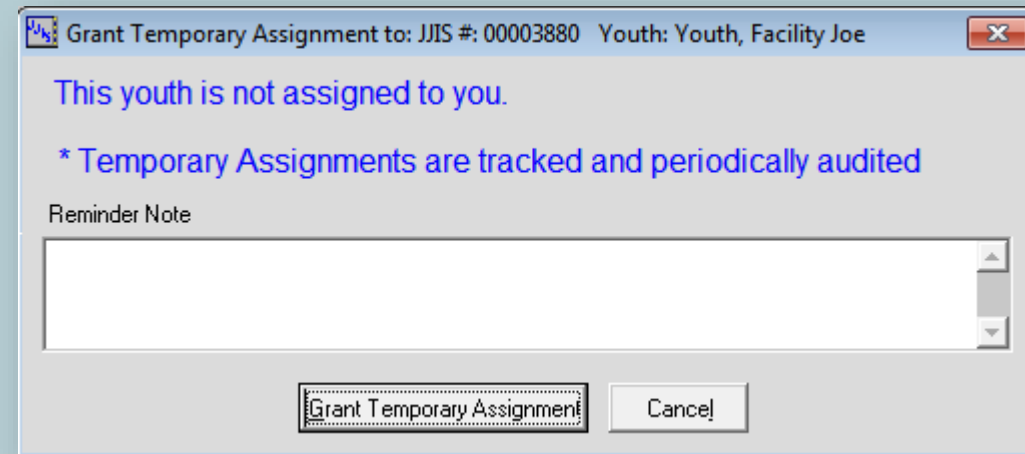 Grant Temporary Assignment to: JJIS #: 00003880 Youth: Youth, Facility Joe
This youth is not assigned to you.
* Temporary Assignments are tracked and periodically audited
Reminder Note
Grant Temporary Assignment
Cancel